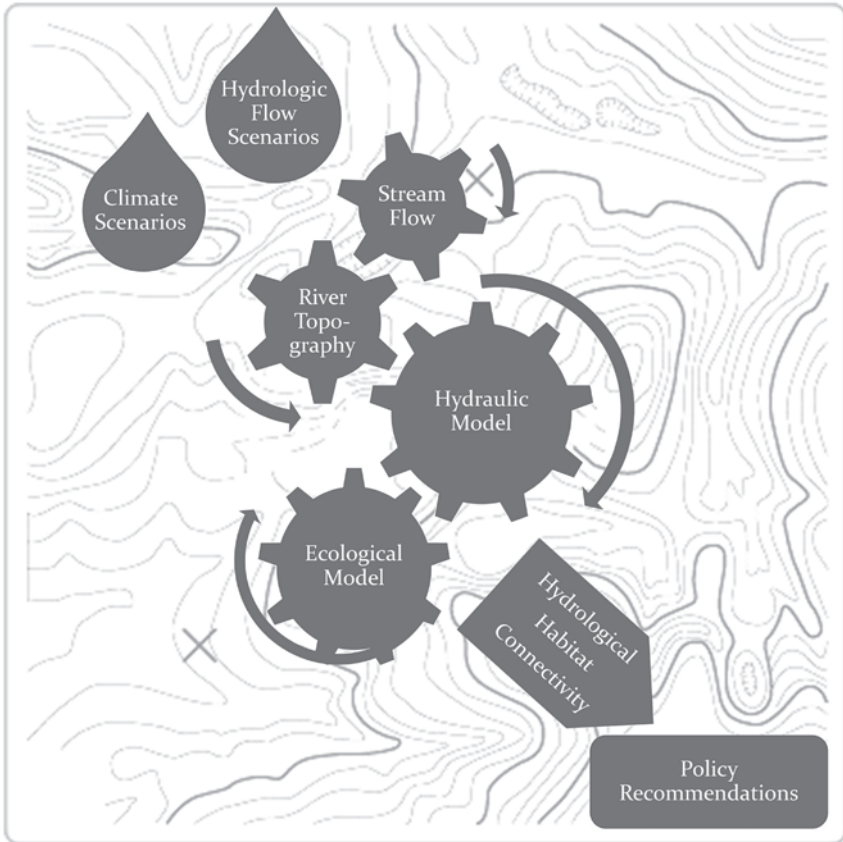 Hydrologic
Flow
Scenarios
Climate
Scenarios
Stream
Flow
River
Topo-
graphy
Hydraulic
Model
Ecological
Model
Hydrological
Habitat
Connectivity
Policy
Recommendations